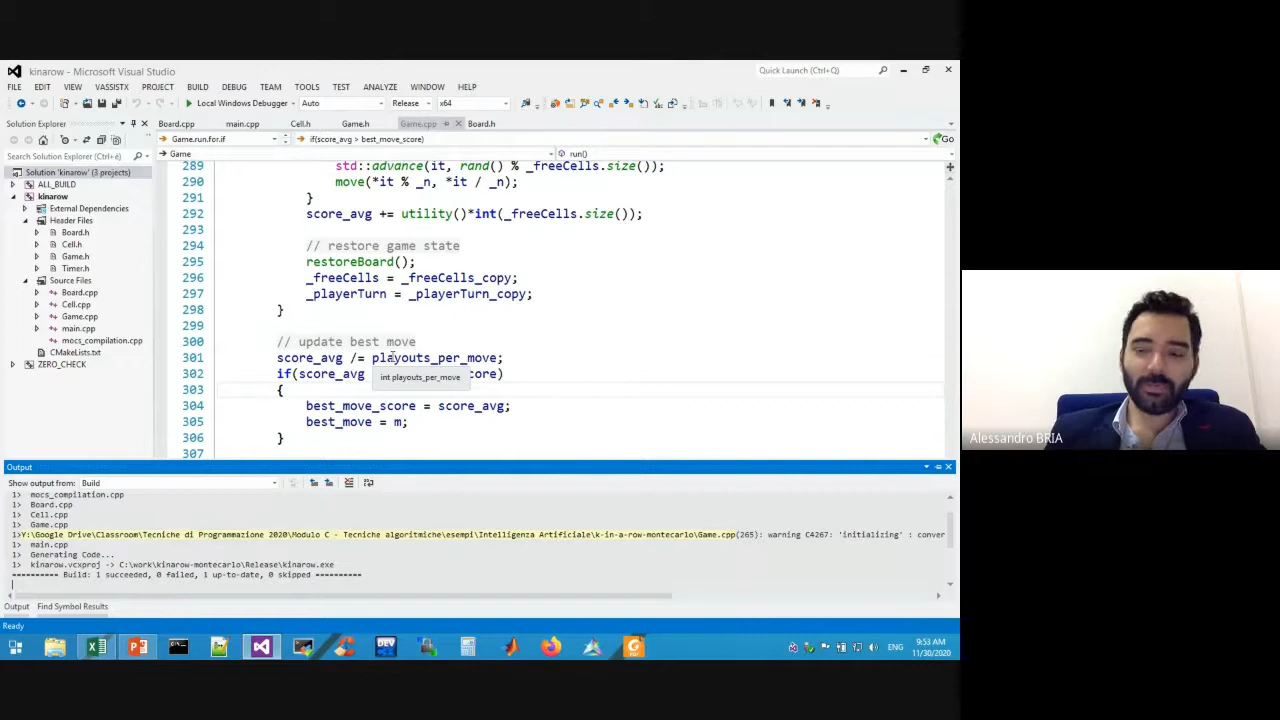 kinarow - Microsoft Visual Studio
Quick Launch (Ctrl+Q)
FILE EDIT VIEW VASSISTX PROJECT BUILD DEBUG TEAM TOOLS TEST ANALYZE WINDOW HELP
Local Windows Debugger Auto Release x64
Solution Explorer
Board.cpp main.cpp Cell.h Game.h Game.cpp Board.h
Game.run.for.if if(score_avg > best_move_score) Go
Search Solution Explorer (Ctrl+è)
Game run()
Solution 'kinarow' (3 projects)
ALL_BUILD
kinarow
External Dependencies
Header Files
Board.h
Cell.h
Game.h
Timer.h
Source Files
Board.cpp
Cell.cpp
Game.cpp
main.cpp
mocs_compilation.cpp
CMakeLists.txt
ZERO_CHECK
289 std::advance(it, rand() % _freeCells.size());
290 move(*it % _n, *it / _n);
291 }
292 score_avg += utility()*int(_freeCells.size());
293
294 // restore game state
295 restoreBoard();
296 _freeCells = _freeCells_copy;
297 _playerTurn = _playerTurn_copy;
298 }
299
300 // update best move
301 score_avg /= playouts_per_move;
302 if(score_avg core)
int playouts_per_move
303 {
304 best_move_score = score_avg;
305 best_move = m;
306 }
307
Output
Show output from: Build
1> mocs_compilation.cpp
1> Board.cpp
1> Cell.cpp
1> Game.cpp
1>Y:\Google Drive\Classroom\Tecniche di Programmazione 2020\Modulo C - Tecniche algoritmiche\esempi\Intelligenza Artificiale\k-in-a-row-montecarlo\Game.cpp(265): warning C4267: 'initializing' : conver
1> main.cpp
1> Generating Code...
1> kinarow.vcxproj -> C:\work\kinarow-montecarlo\Release\kinarow.exe
========== Build: 1 succeeded, 0 failed, 1 up-to-date, 0 skipped ==========
Output Find Symbol Results
Ready
DEV
PDF
ENG
9:53 AM
11/30/2020
Alessandro BRIA